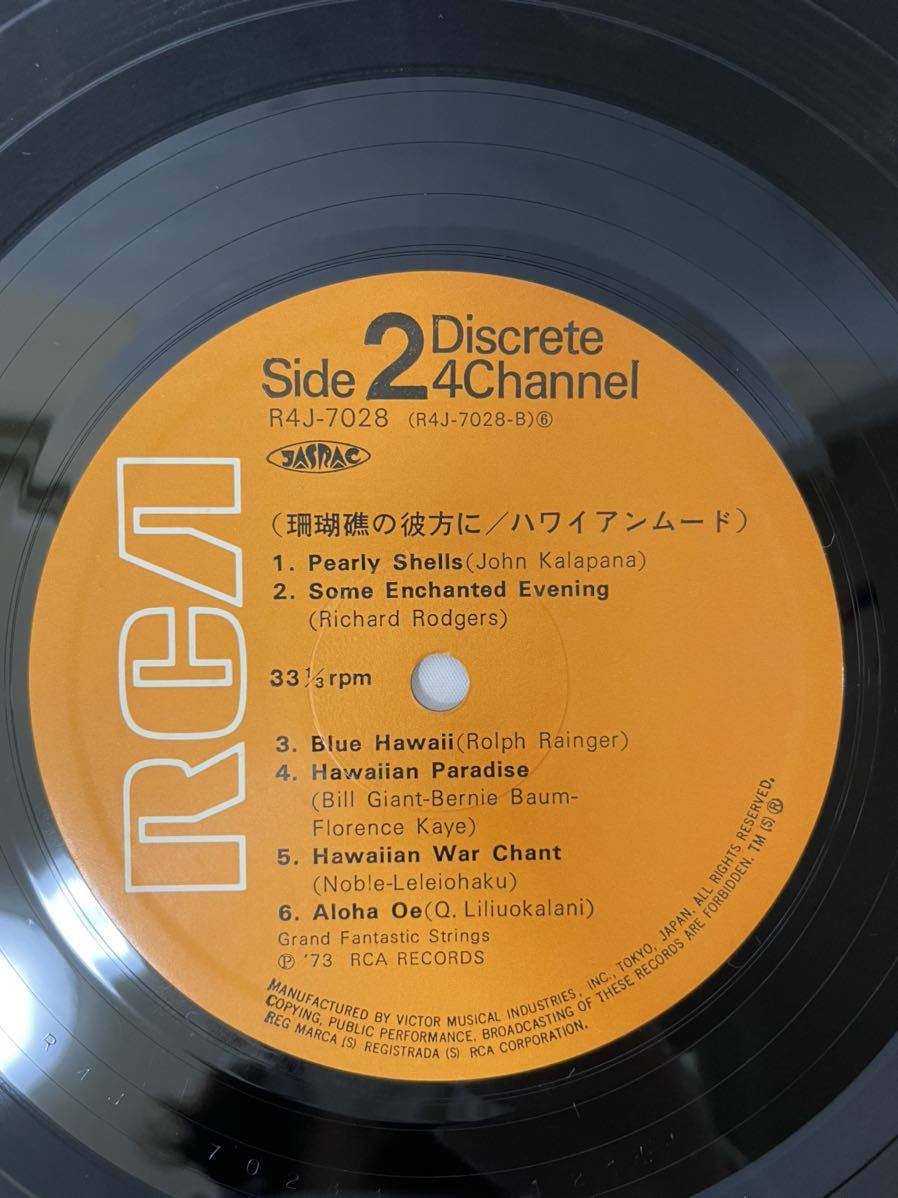 Side 2 Discrete
4Channel
R4J-7028 (R4J-7028-B)⑥
JASRAC
RCA
(珊瑚礁の彼方に/ハワイアンムード)
1. Pearly Shells(John Kalapana)
2. Some Enchanted Evening
(Richard Rodgers)
33 1/3 rpm
3. Blue Hawaii(Rolph Rainger)
4. Hawaiian Paradise
(Bill Giant-Bernie Baum-
Florence Kaye)
5. Hawaiian War Chant
(Noble-Leleiohaku)
6. Aloha Oe(Q. Liliuokalani)
Grand Fantastic Strings
Ⓟ '73 RCA RECORDS
MANUFACTURED BY VICTOR MUSICAL INDUSTRIES, INC., TOKYO, JAPAN. ALL RIGHTS RESERVED.
COPYING, PUBLIC PERFORMANCE. BROADCASTING OF THESE RECORDS ARE FORBIDDEN. TM (S) ®
REG MARCA (S) REGISTRADA (S) RCA CORPORATION.